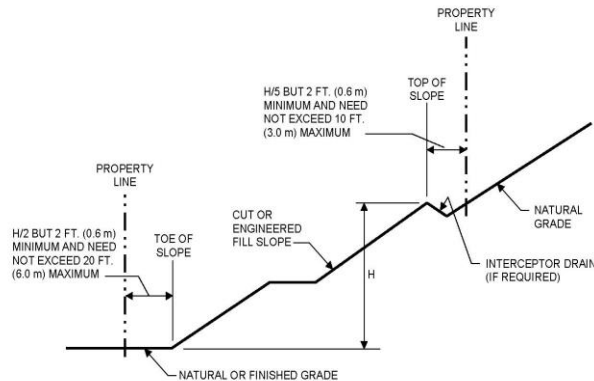 PROPERTY
LINE
H/5 BUT 2 FT. (0.6 m)
MINIMUM AND NEED
NOT EXCEED 10 FT.
(3.0 m) MAXIMUM
TOP OF
SLOPE
PROPERTY
LINE
H/2 BUT 2 FT. (0.6 m)
MINIMUM AND NEED
NOT EXCEED 20 FT.
(6.0 m) MAXIMUM
TOE OF
SLOPE
CUT OR
ENGINEERED
FILL SLOPE
H
NATURAL
GRADE
INTERCEPTOR DRAIN
(IF REQUIRED)
NATURAL OR FINISHED GRADE